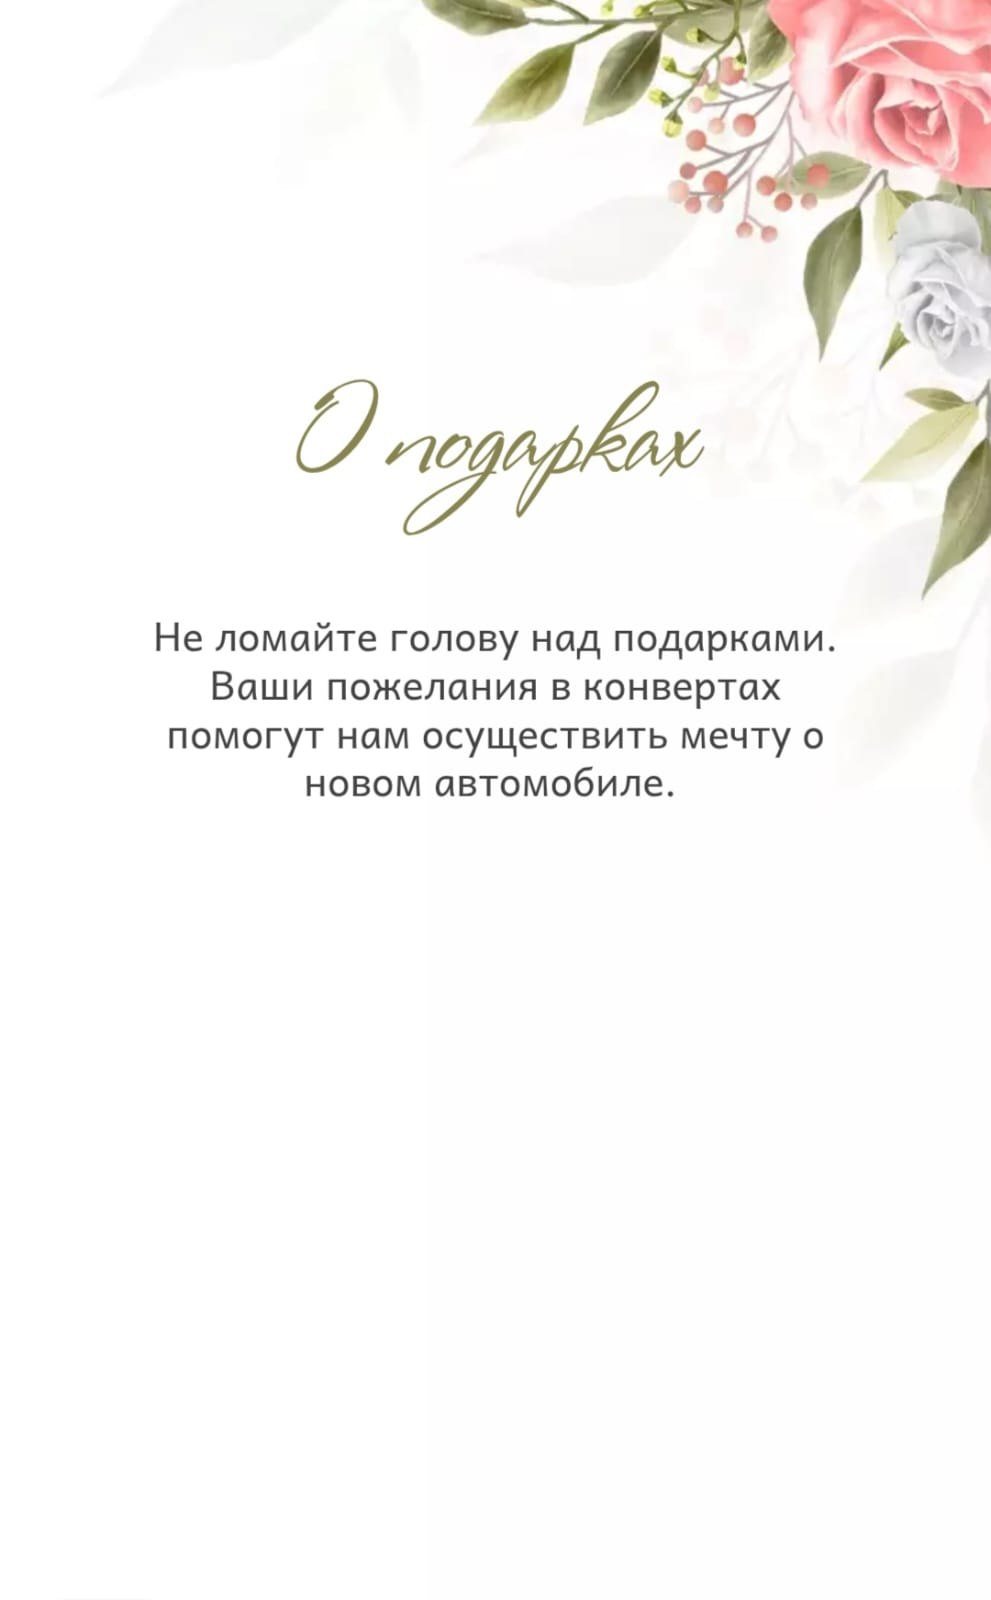 О подарках
Не ломайте голову над подарками.
Ваши пожелания в конвертах
помогут нам осуществить мечту о
новом автомобиле.